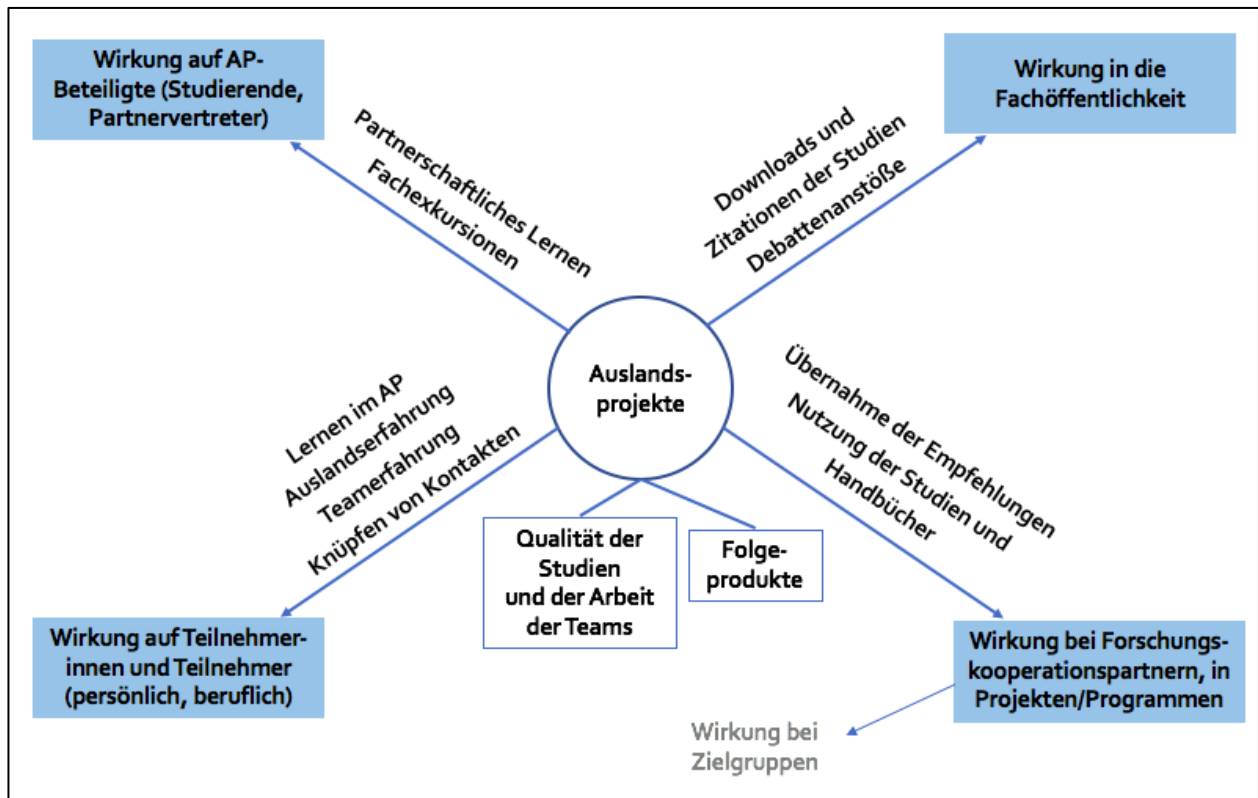 Wirkung auf AP-
Beteiligte (Studierende,
Partnervertreter)
Wirkung in die
Fachöffentlichkeit
Partnerschaftliches Lernen
Fachexkursionen
Downloads und
Zitationen der Studien
Debattenanstöße
Auslands-
projekte
Lernen im AP
Auslandserfahrung
Teamerfahrung
Knüpfen von Kontakten
Übernahme der Empfehlungen
Nutzung der Studien und
Handbücher
Qualität der
Studien
und der Arbeit
der Teams
Folge-
produkte
Wirkung auf Teilnehmer-
innen und Teilnehmer
(persönlich, beruflich)
Wirkung bei Forschungs-
kooperationspartnern, in
Projekten/Programmen
Wirkung bei
Zielgruppen